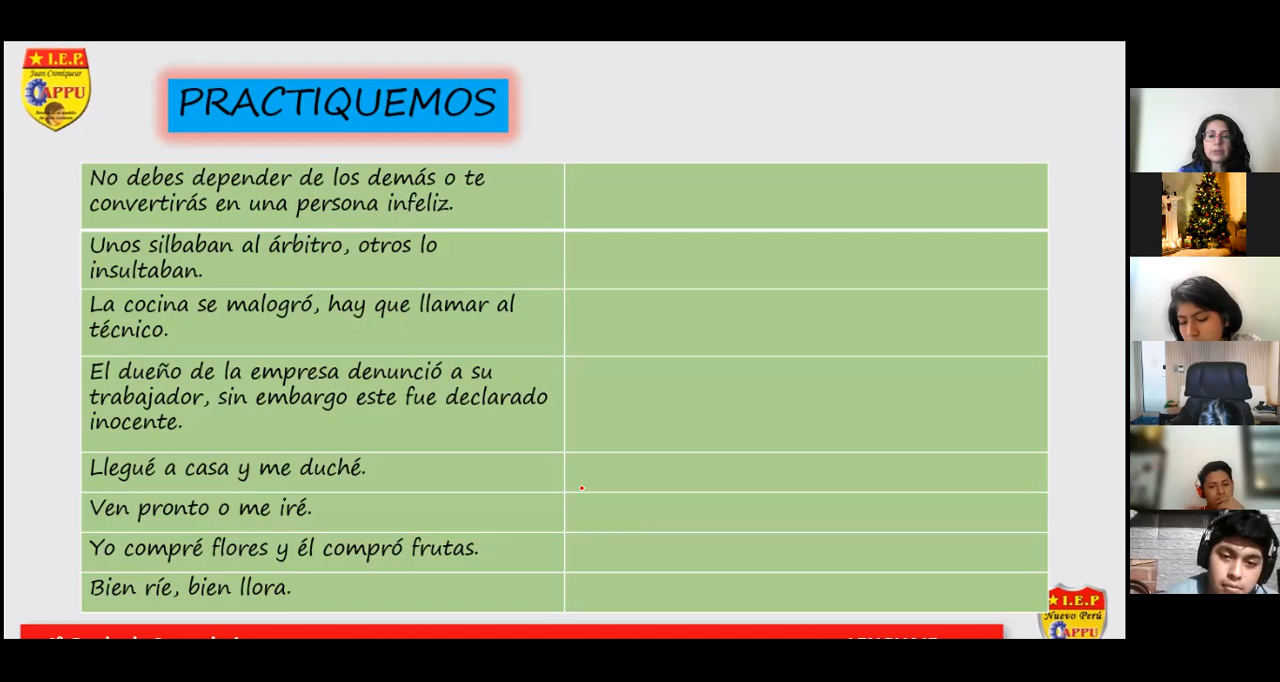 I.E.P.
Juan Croniqueur
APPU
PRACTIQUEMOS
No debes depender de los demás o te
convertirás en una persona infeliz.
Unos silbaban al árbitro, otros lo
insultaban.
La cocina se malogró, hay que llamar al
técnico.
El dueño de la empresa denunció a su
trabajador, sin embargo este fue declarado
inocente.
Llegué a casa y me duché.
Ven pronto o me iré.
Yo compré flores y él compró frutas.
Bien ríe, bien llora.
I.E.P
Nuevo Perú
APPU